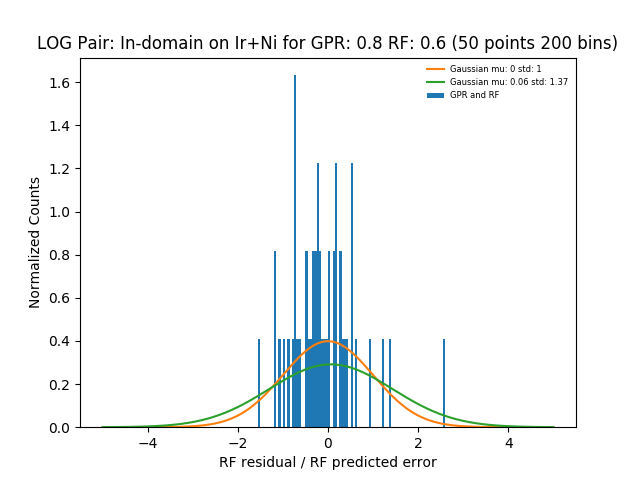 LOG Pair: In-domain on Ir+Ni for GPR: 0.8 RF: 0.6 (50 points 200 bins)
Gaussian mu: 0 std: 1
Gaussian mu: 0.06 std: 1.37
GPR and RF
Normalized Counts
1.6
1.4
1.2
1.0
0.8
0.6
0.4
0.2
0.0
−4 −2 0 2 4
RF residual / RF predicted error